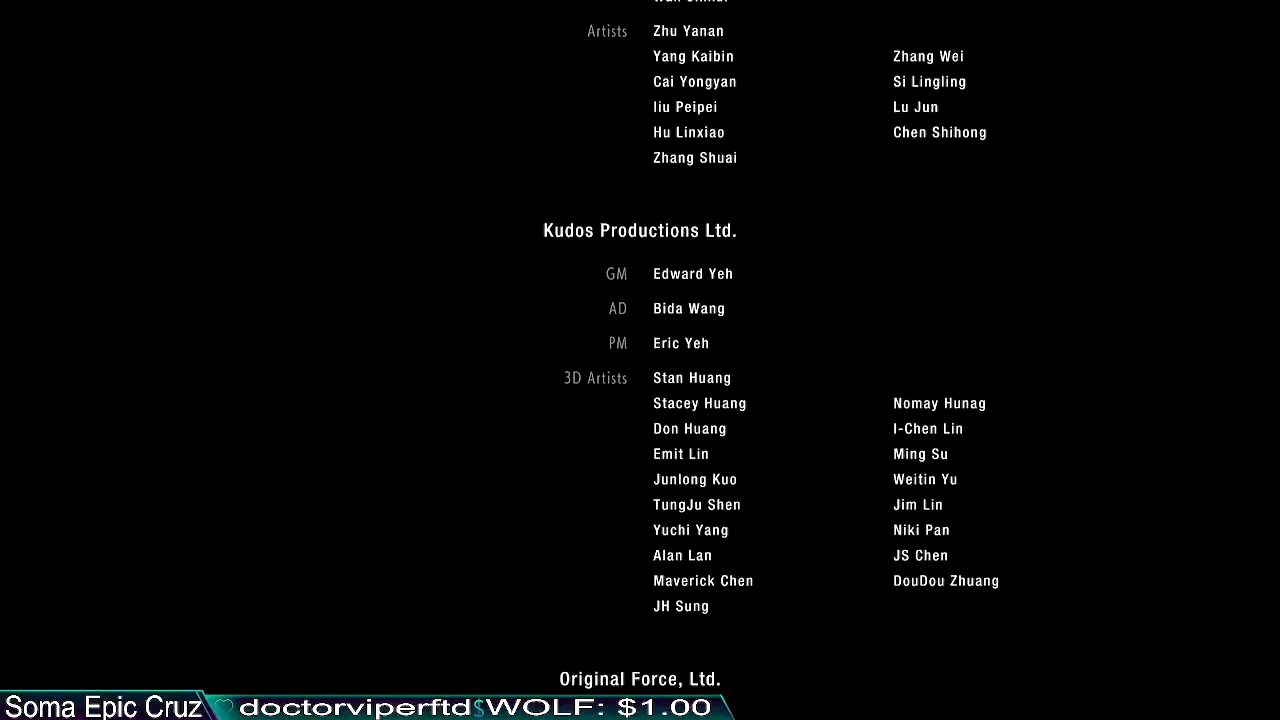 Artists Zhu Yanan
Yang Kaibin Zhang Wei
Cai Yongyan Si Lingling
liu Peipei Lu Jun
Hu Linxiao Chen Shihong
Zhang Shuai
Kudos Productions Ltd.
GM Edward Yeh
AD Bida Wang
PM Eric Yeh
3D Artists Stan Huang
Stacey Huang Nomay Hunag
Don Huang I-Chen Lin
Emit Lin Ming Su
Junlong Kuo Weitin Yu
TungJu Shen Jim Lin
Yuchi Yang Niki Pan
Alan Lan JS Chen
Maverick Chen DouDou Zhuang
JH Sung
Original Force, Ltd.
Soma Epic Cruz doctorviperftd $ WOLF: $1.00